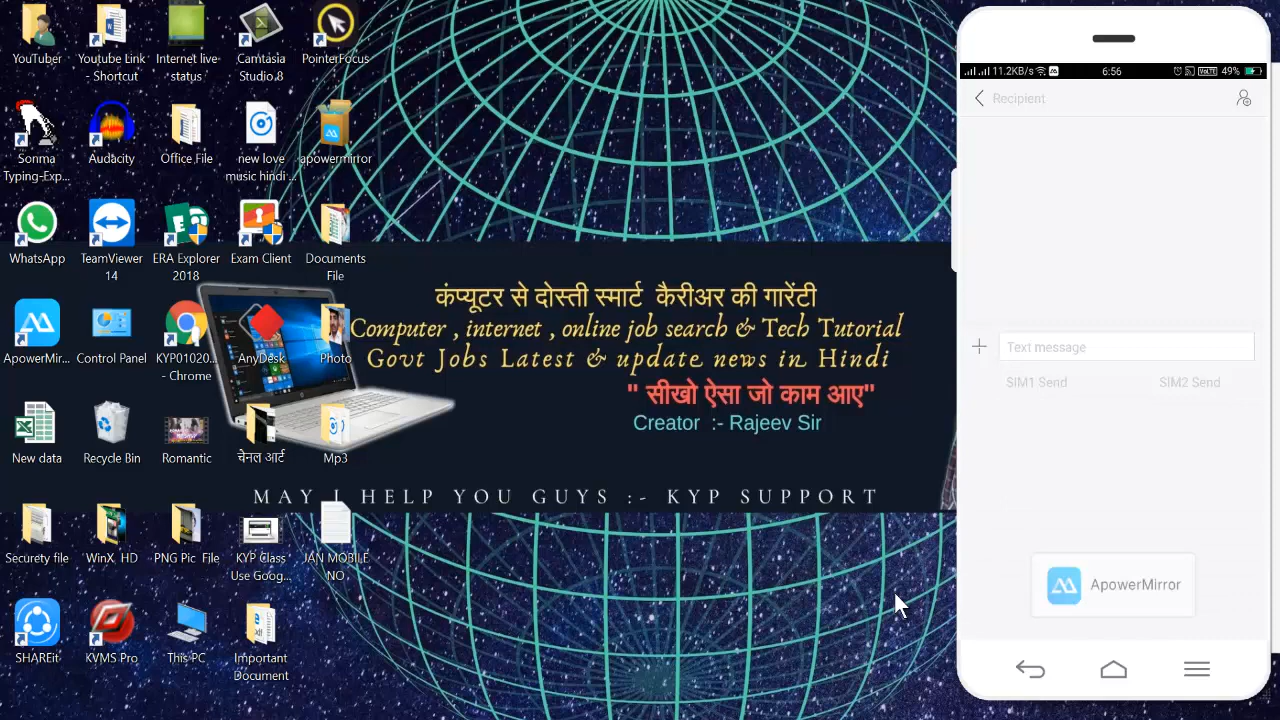 YouTuber
Youtube Link - Shortcut
Internet live status
Camtasia Studio 8
PointerFocus
Sonma Typing-Exp...
Audacity
Office File
new love music hindi ...
apowermirror
WhatsApp
TeamViewer 14
ERA Explorer 2018
Exam Client
Documents File
ApowerMir...
Control Panel
KYP01020... - Chrome
AnyDesk
Photo
New data
Recycle Bin
Romantic
चेनत आर्ट
Mp3
Securety file
WinX HD
PNG Pic File
KYP Class Use Goog...
JAN MOBILE NO
SHAREit
KVMS Pro
This PC
Important Document
कंप्यूटर से दोस्ती स्मार्ट कैरीअर की गारेंटी
Computer , internet , online job search & Tech Tutorial
ovt Jobs Latest & update news in Hindi
" सीखो ऐसा जो काम आए"
Creator :- Rajeev Sir
MAY I HELP YOU GUYS :- KYP SUPPORT
11.2KB/s 6:56 VoLTE 49%
Recipient
Text message
SIM1 Send SIM2 Send
ApowerMirror